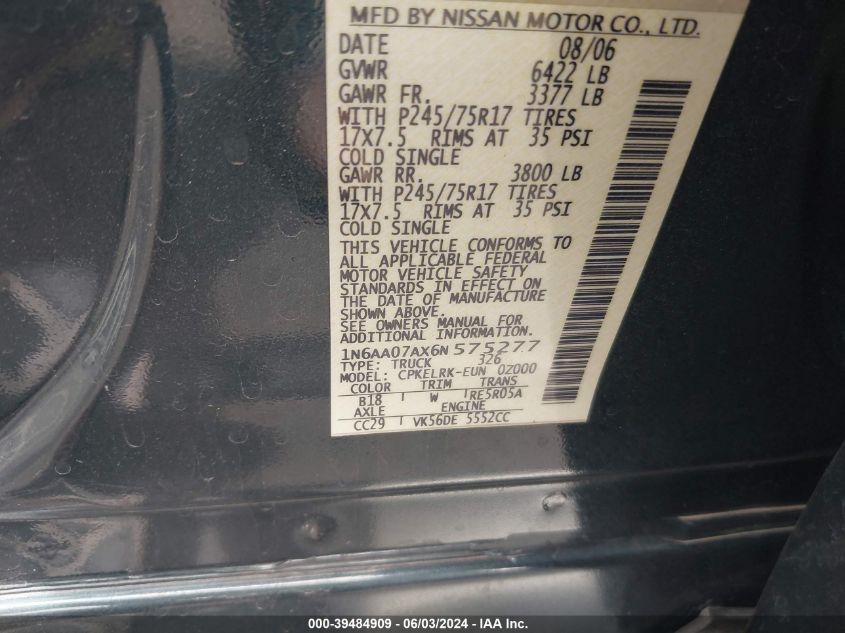 MFD BY NISSAN MOTOR CO., LTD.
DATE 08/06
GVWR 6422 LB
GAWR FR. 3377 LB
WITH P245/75R17 TIRES
17X7.5 RIMS AT 35 PSI
COLD SINGLE
GAWR RR. 3800 LB
WITH P245/75R17 TIRES
17X7.5 RIMS AT 35 PSI
COLD SINGLE
THIS VEHICLE CONFORMS TO
ALL APPLICABLE FEDERAL
MOTOR VEHICLE SAFETY
STANDARDS IN EFFECT ON
THE DATE OF MANUFACTURE
SHOWN ABOVE.
SEE OWNERS MANUAL FOR
ADDITIONAL INFORMATION.
1N6AA07AX6N575277
TYPE: TRUCK 326
MODEL: CPKELRK-EUN 02000
COLOR TRIM TRANS
B18 W RE5R05A
AXLE ENGINE
CC29 VK56DE 5552CC
000-39484909 - 06/03/2024 - IAA Inc.